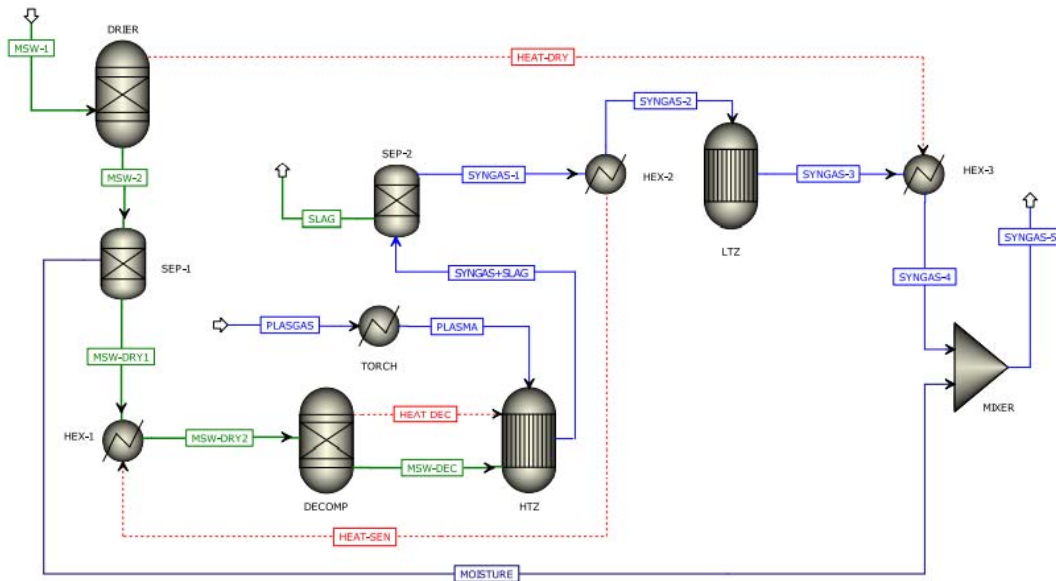 DRIER
MSW-1
HEAT-DRY
SYNGAS-2
SEP-2
MSW-2
SYNGAS-1
HEX-2
SYNGAS-3
HEX-3
SLAG
SYNGAS-5
LTZ
SEP-1
SYNGAS+SLAG
SYNGAS-4
PLASGAS
PLASMA
MSW-DRY1
TORCH
HEX-1
HEAT DEC
MIXER
MSW-DRY2
MSW-DEC
DECOMP
HTZ
HEAT-SEN
MOISTURE